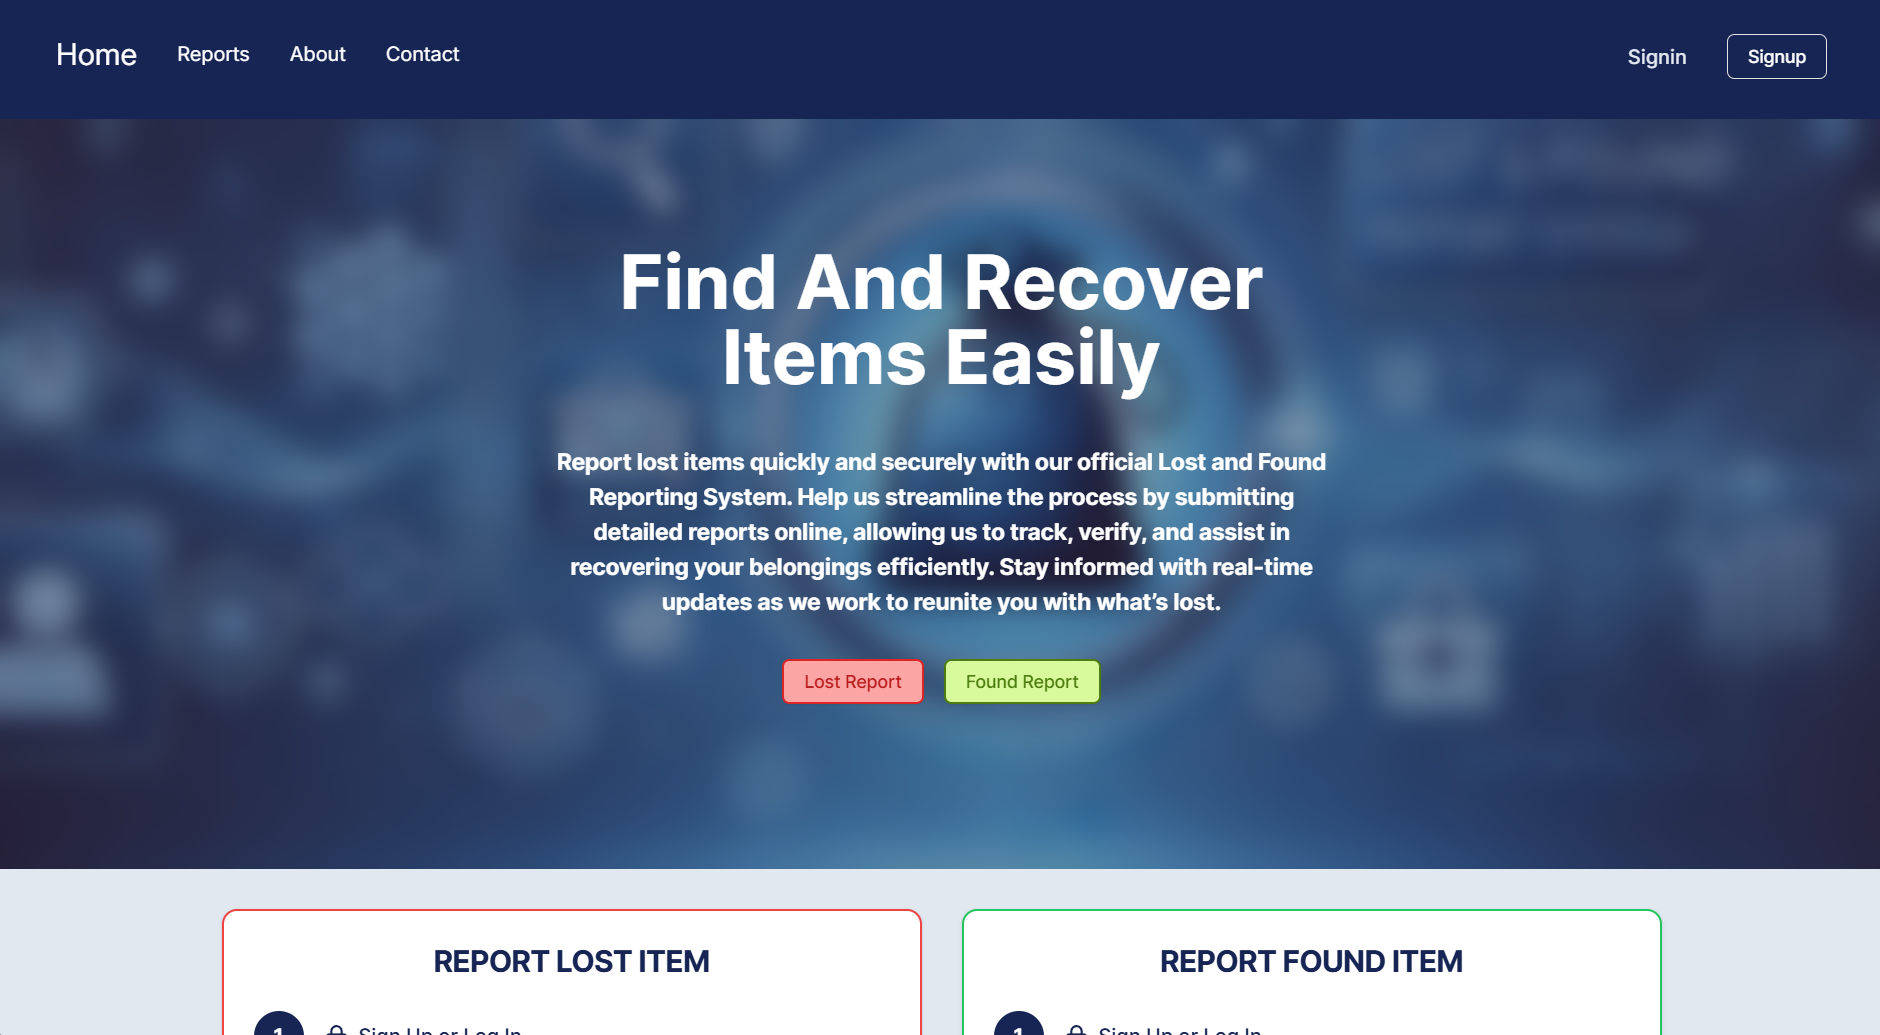 Home Reports About Contact Signin Signup
Find And Recover
Items Easily
Report lost items quickly and securely with our official Lost and Found
Reporting System. Help us streamline the process by submitting
detailed reports online, allowing us to track, verify, and assist in
recovering your belongings efficiently. Stay informed with real-time
updates as we work to reunite you with what’s lost.
Lost Report Found Report
REPORT LOST ITEM
1 Sign Up or Log In
REPORT FOUND ITEM
1 Sign Up or Log In